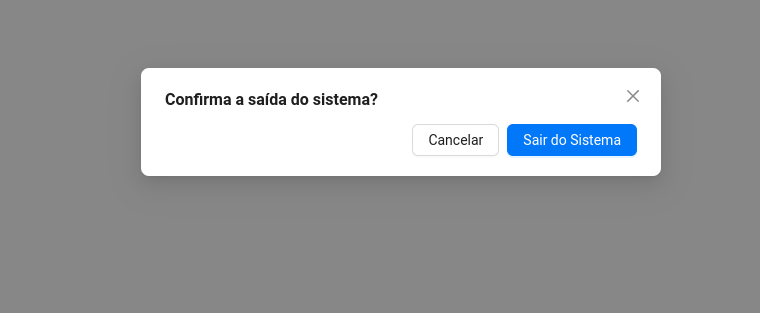 Confirma a saída do sistema?
Cancelar
Sair do Sistema